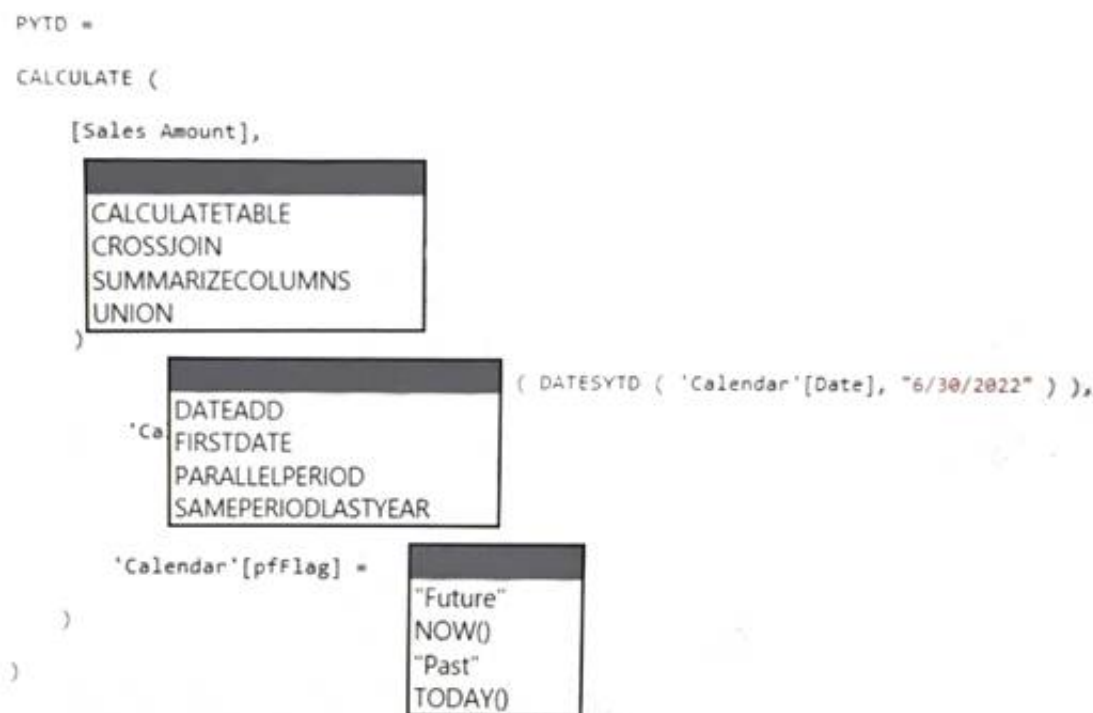 PYTD =
CALCULATE (
[Sales Amount],
CALCULATETABLE
CROSSJOIN
SUMMARIZECOLUMNS
UNION
)
( DATESYTD ( 'Calendar'[Date], "6/30/2022" ) ),
DATEADD
'Ca
FIRSTDATE
PARALLELPERIOD
SAMEPERIODLASTYEAR
'Calendar'[pfFlag] =
"Future"
NOW()
"Past"
TODAY()
)
)